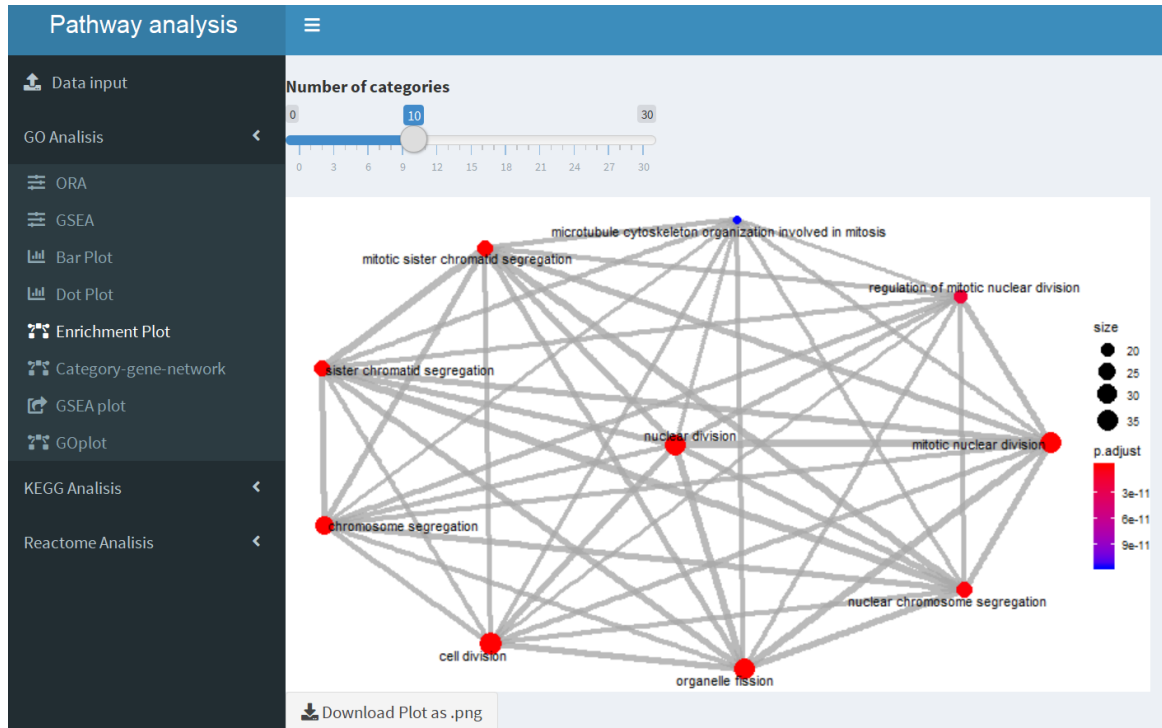 Pathway analysis
Data input
GO Analisis
ORA
GSEA
Bar Plot
Dot Plot
Enrichment Plot
Category-gene-network
GSEA plot
GOplot
KEGG Analisis
Reactome Analisis
Number of categories
0 10 30
0 3 6 9 12 15 18 21 24 27 30
microtubule cytoskeleton organization involved in mitosis
mitotic sister chromatid segregation
regulation of mitotic nuclear division
sister chromatid segregation
nuclear division
mitotic nuclear division
chromosome segregation
nuclear chromosome segregation
cell division
organelle fission
size
20
25
30
35
p.adjust
3e-11
6e-11
9e-11
Download Plot as .png